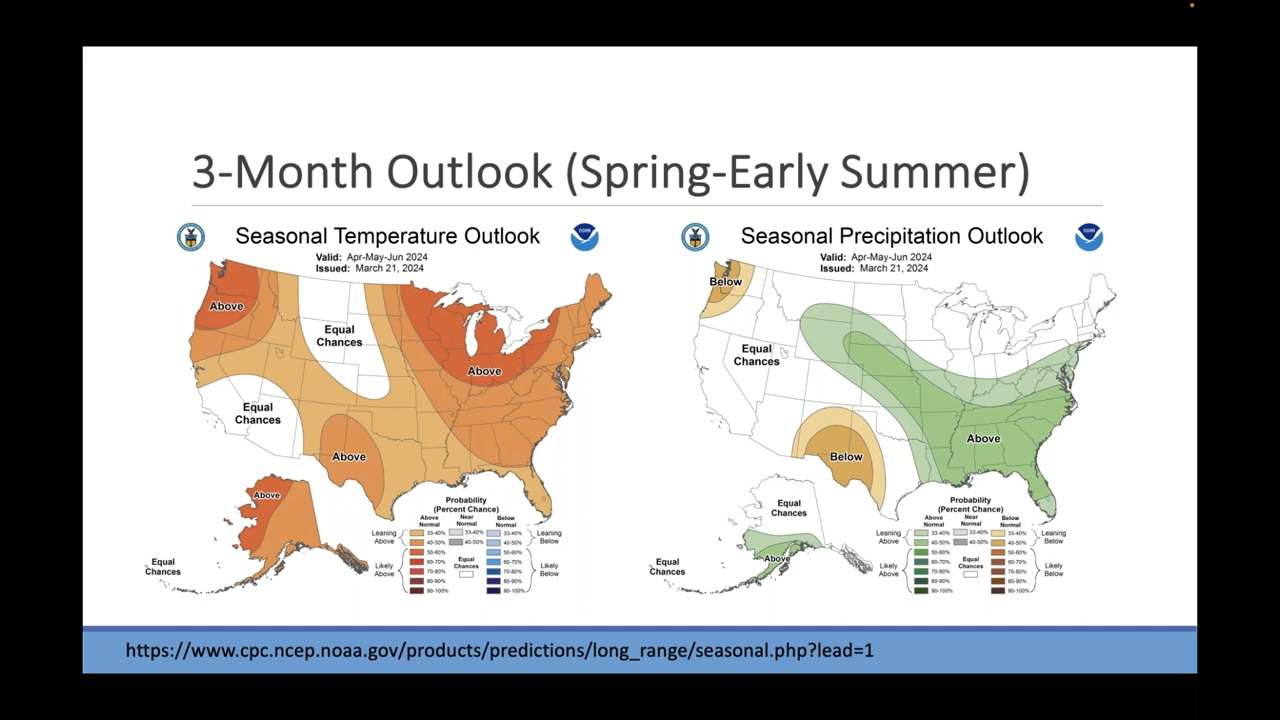 3-Month Outlook (Spring-Early Summer)
Seasonal Temperature Outlook
Valid: Apr-May-Jun 2024
Issued: March 21, 2024
Above
Equal
Chances
Above
Equal
Chances
Above
Above
Equal
Chances
Probability
(Percent Chance)
Above
Normal
Near
Normal
Below
Normal
Leaning
Above
33-40%
33-40%
33-40%
Leaning
Below
40-50%
40-50%
40-50%
Likely
Above
50-60%
50-60%
Likely
Below
60-70%
Equal
Chances
60-70%
70-80%
70-80%
80-90%
80-90%
90-100%
90-100%
Seasonal Precipitation Outlook
NOAA
Valid: Apr-May-Jun 2024
Issued: March 21, 2024
Below
Equal
Chances
Above
Below
Equal
Chances
Above
Equal
Chances
Probability
(Percent Chance)
Above
Normal
Near
Normal
Below
Normal
Leaning
Above
33-40%
33-40%
33-40%
Leaning
Below
40-50%
40-50%
40-50%
Likely
Above
50-60%
50-60%
Likely
Below
60-70%
Equal
Chances
60-70%
70-80%
70-80%
80-90%
80-90%
90-100%
90-100%
https://www.cpc.ncep.noaa.gov/products/predictions/long_range/seasonal.php?lead=1